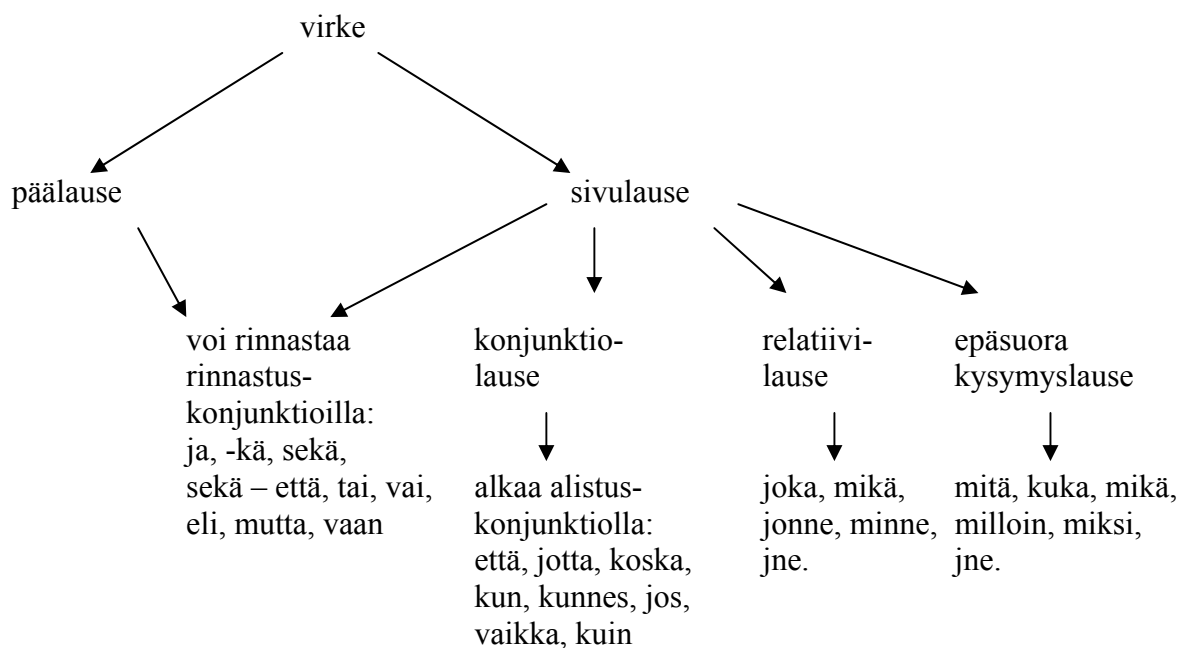 virke
päälause
sivulause
voi rinnastaa
rinnastus-
konjunktioilla:
ja, -kä, sekä,
sekä – että, tai, vai,
eli, mutta, vaan
konjunktio-
lause
alkaa alistus-
konjunktiolla:
että, jotta, koska,
kun, kunnes, jos,
vaikka, kuin
relatiivi-
lause
joka, mikä,
jonne, minne,
jne.
epäsuora
kysymyslause
mitä, kuka, mikä,
milloin, miksi,
jne.